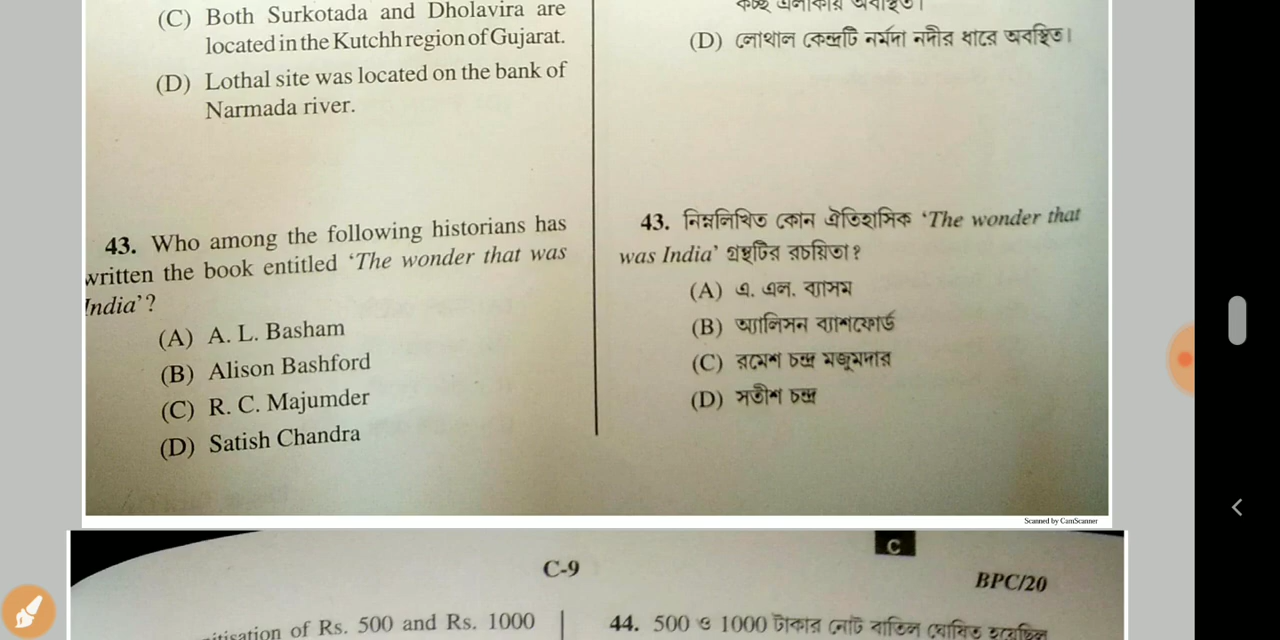 (C) Both Surkotada and Dholavira are
located in the Kutchh region of Gujarat.
(D) Lothal site was located on the bank of
Narmada river.
43. Who among the following historians has
written the book entitled ‘The wonder that was
India’?
(A) A. L. Basham
(B) Alison Bashford
(C) R. C. Majumder
(D) Satish Chandra
কচ্ছ এলাকায় অবস্থিত।
(D) লোথাল কেন্দ্রটি নর্মদা নদীর ধারে অবস্থিত।
43. নিম্নলিখিত কোন ঐতিহাসিক ‘The wonder that
was India’ গ্রন্থটির রচয়িতা?
(A) এ. এল. ব্যাসম
(B) অ্যালিসন ব্যাশফোর্ড
(C) রমেশ চন্দ্র মজুমদার
(D) সতীশ চন্দ্র
Scanned by CamScanner
C
C-9
BPC/20
of Rs. 500 and Rs. 1000
44. 500 ও 1000 টাকার নোট বাতিল ঘোষিত হয়েছিল